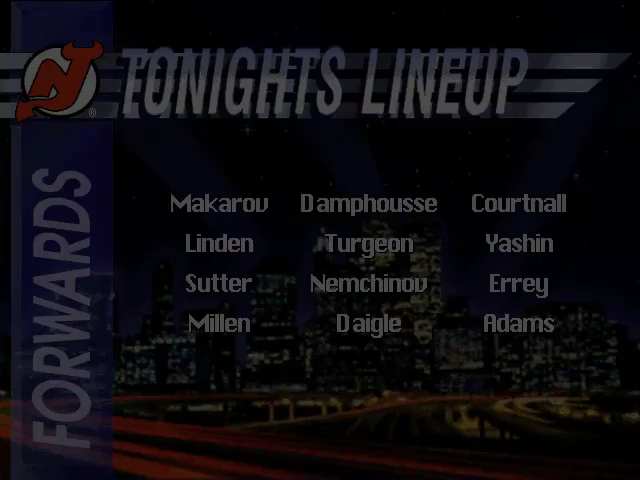 TONIGHTS LINEUP
FORWARDS
Makarov Damphousse Courtnall
Linden Turgeon Yashin
Sutter Nemchinov Errey
Millen Daigle Adams